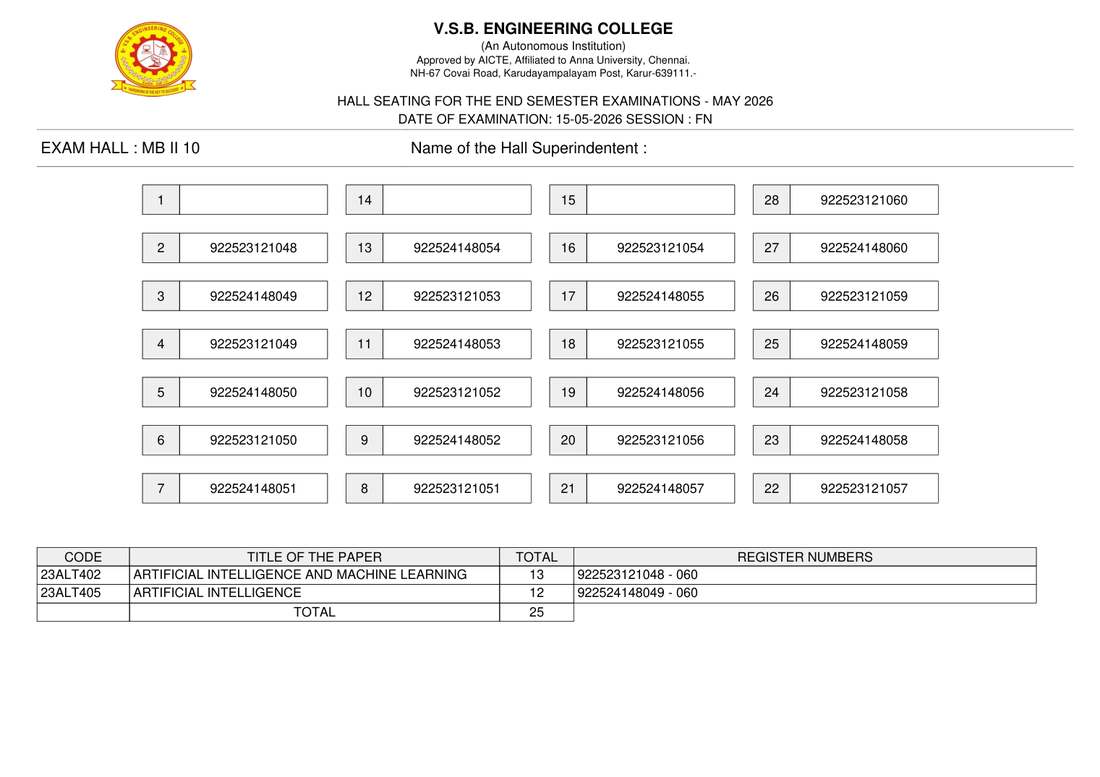 V.S.B. ENGINEERING COLLEGE
(An Autonomous Institution)
Approved by AICTE, Affiliated to Anna University, Chennai.
NH-67 Covai Road, Karudayampalayam Post, Karur-639111.-
HALL SEATING FOR THE END SEMESTER EXAMINATIONS - MAY 2026
DATE OF EXAMINATION: 15-05-2026 SESSION : FN
EXAM HALL : MB II 10 Name of the Hall Superindentent :
1 14 15 28 922523121060
2 922523121048 13 922524148054 16 922523121054 27 922524148060
3 922524148049 12 922523121053 17 922524148055 26 922523121059
4 922523121049 11 922524148053 18 922523121055 25 922524148059
5 922524148050 10 922523121052 19 922524148056 24 922523121058
6 922523121050 9 922524148052 20 922523121056 23 922524148058
7 922524148051 8 922523121051 21 922524148057 22 922523121057
CODE TITLE OF THE PAPER TOTAL REGISTER NUMBERS
23ALT402 ARTIFICIAL INTELLIGENCE AND MACHINE LEARNING 13 922523121048 - 060
23ALT405 ARTIFICIAL INTELLIGENCE 12 922524148049 - 060
TOTAL 25